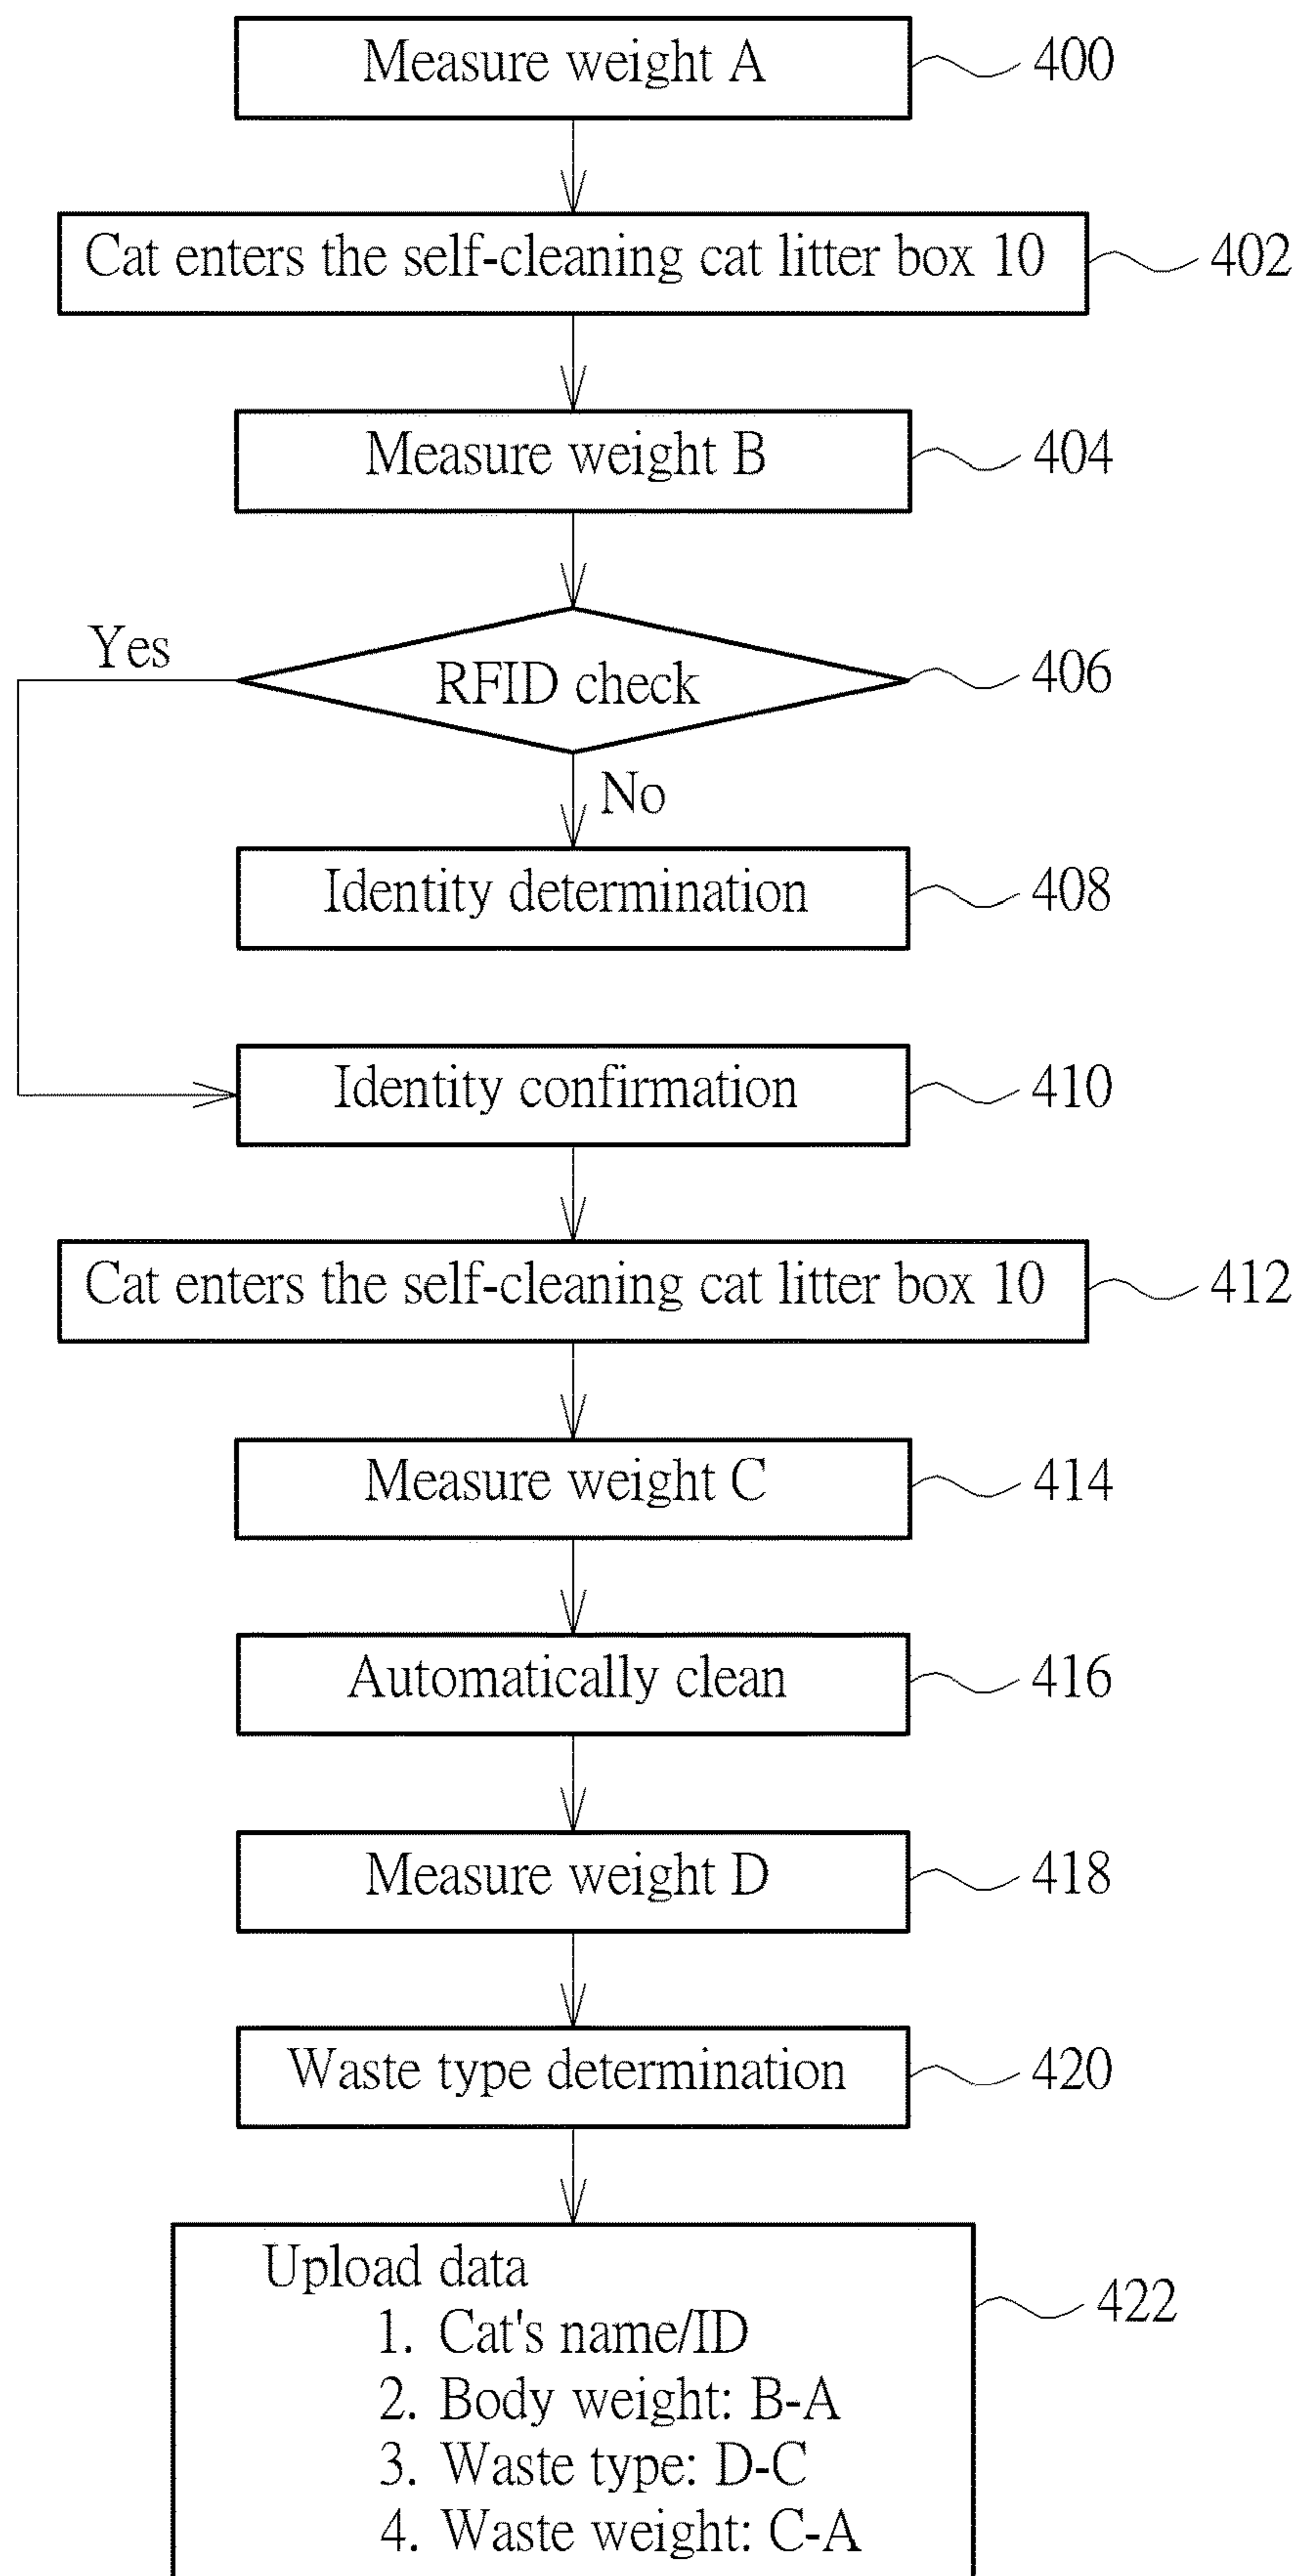 Measure weight A
400
Cat enters the self-cleaning cat litter box 10
402
Measure weight B
404
Yes
RFID check
406
No
Identity determination
408
Identity confirmation
410
Cat enters the self-cleaning cat litter box 10
412
Measure weight C
414
Automatically clean
416
Measure weight D
418
Waste type determination
420
Upload data
422
1. Cat's name/ID
2. Body weight: B-A
3. Waste type: D-C
4. Waste weight: C-A